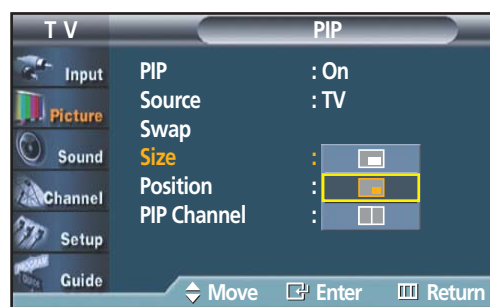 TV PIP
Input
Picture
Sound
Channel
Setup
Guide
PIP : On
Source : TV
Swap
Size :
Position :
PIP Channel :
Move Enter Return